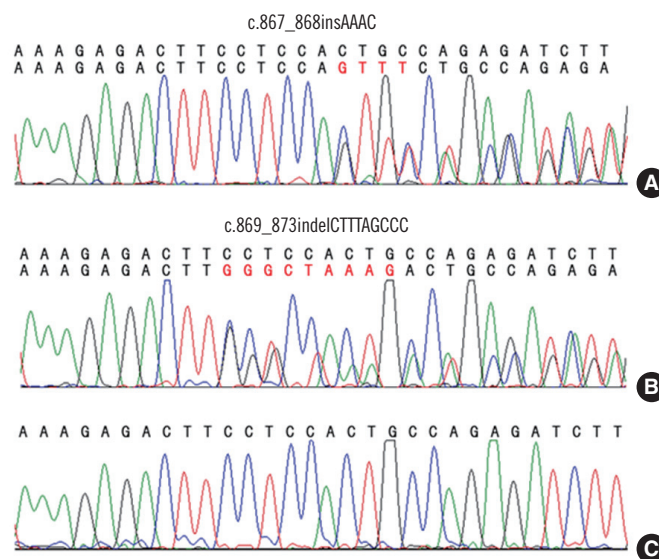 c.867_868insAAAC
A A A G A G A C T T C C T C C A C T G C C A G A G A T C T T
A A A G A G A C T T C C T C C A G T T T C T G C C A G A G A
A
c.869_873indelCTTTAGCCC
A A A G A G A C T T C C T C C A C T G C C A G A G A T C T T
A A A G A G A C T T G G G C T A A A G A C T G C C A G A G A
B
A A A G A G A C T T C C T C C A C T G C C A G A G A T C T T
C